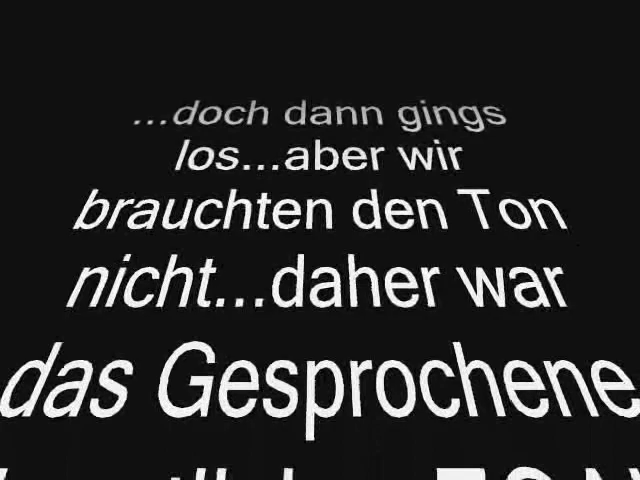 ...doch dann gings
los...aber wir
brauchten den Ton
nicht...daher war
das Gesprochene